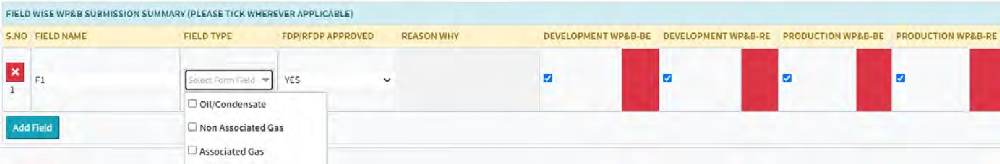 FIELD WISE WP&B SUBMISSION SUMMARY (PLEASE TICK WHEREVER APPLICABLE)
S.NO FIELD NAME FIELD TYPE FDP/RFDP APPROVED REASON WHY DEVELOPMENT WP&B-BE DEVELOPMENT WP&B-RE PRODUCTION WP&B-BE PRODUCTION WP&B-RE
1 F1 Select Form Field YES
Oil/Condensate
Non Associated Gas
Add Field
Associated Gas